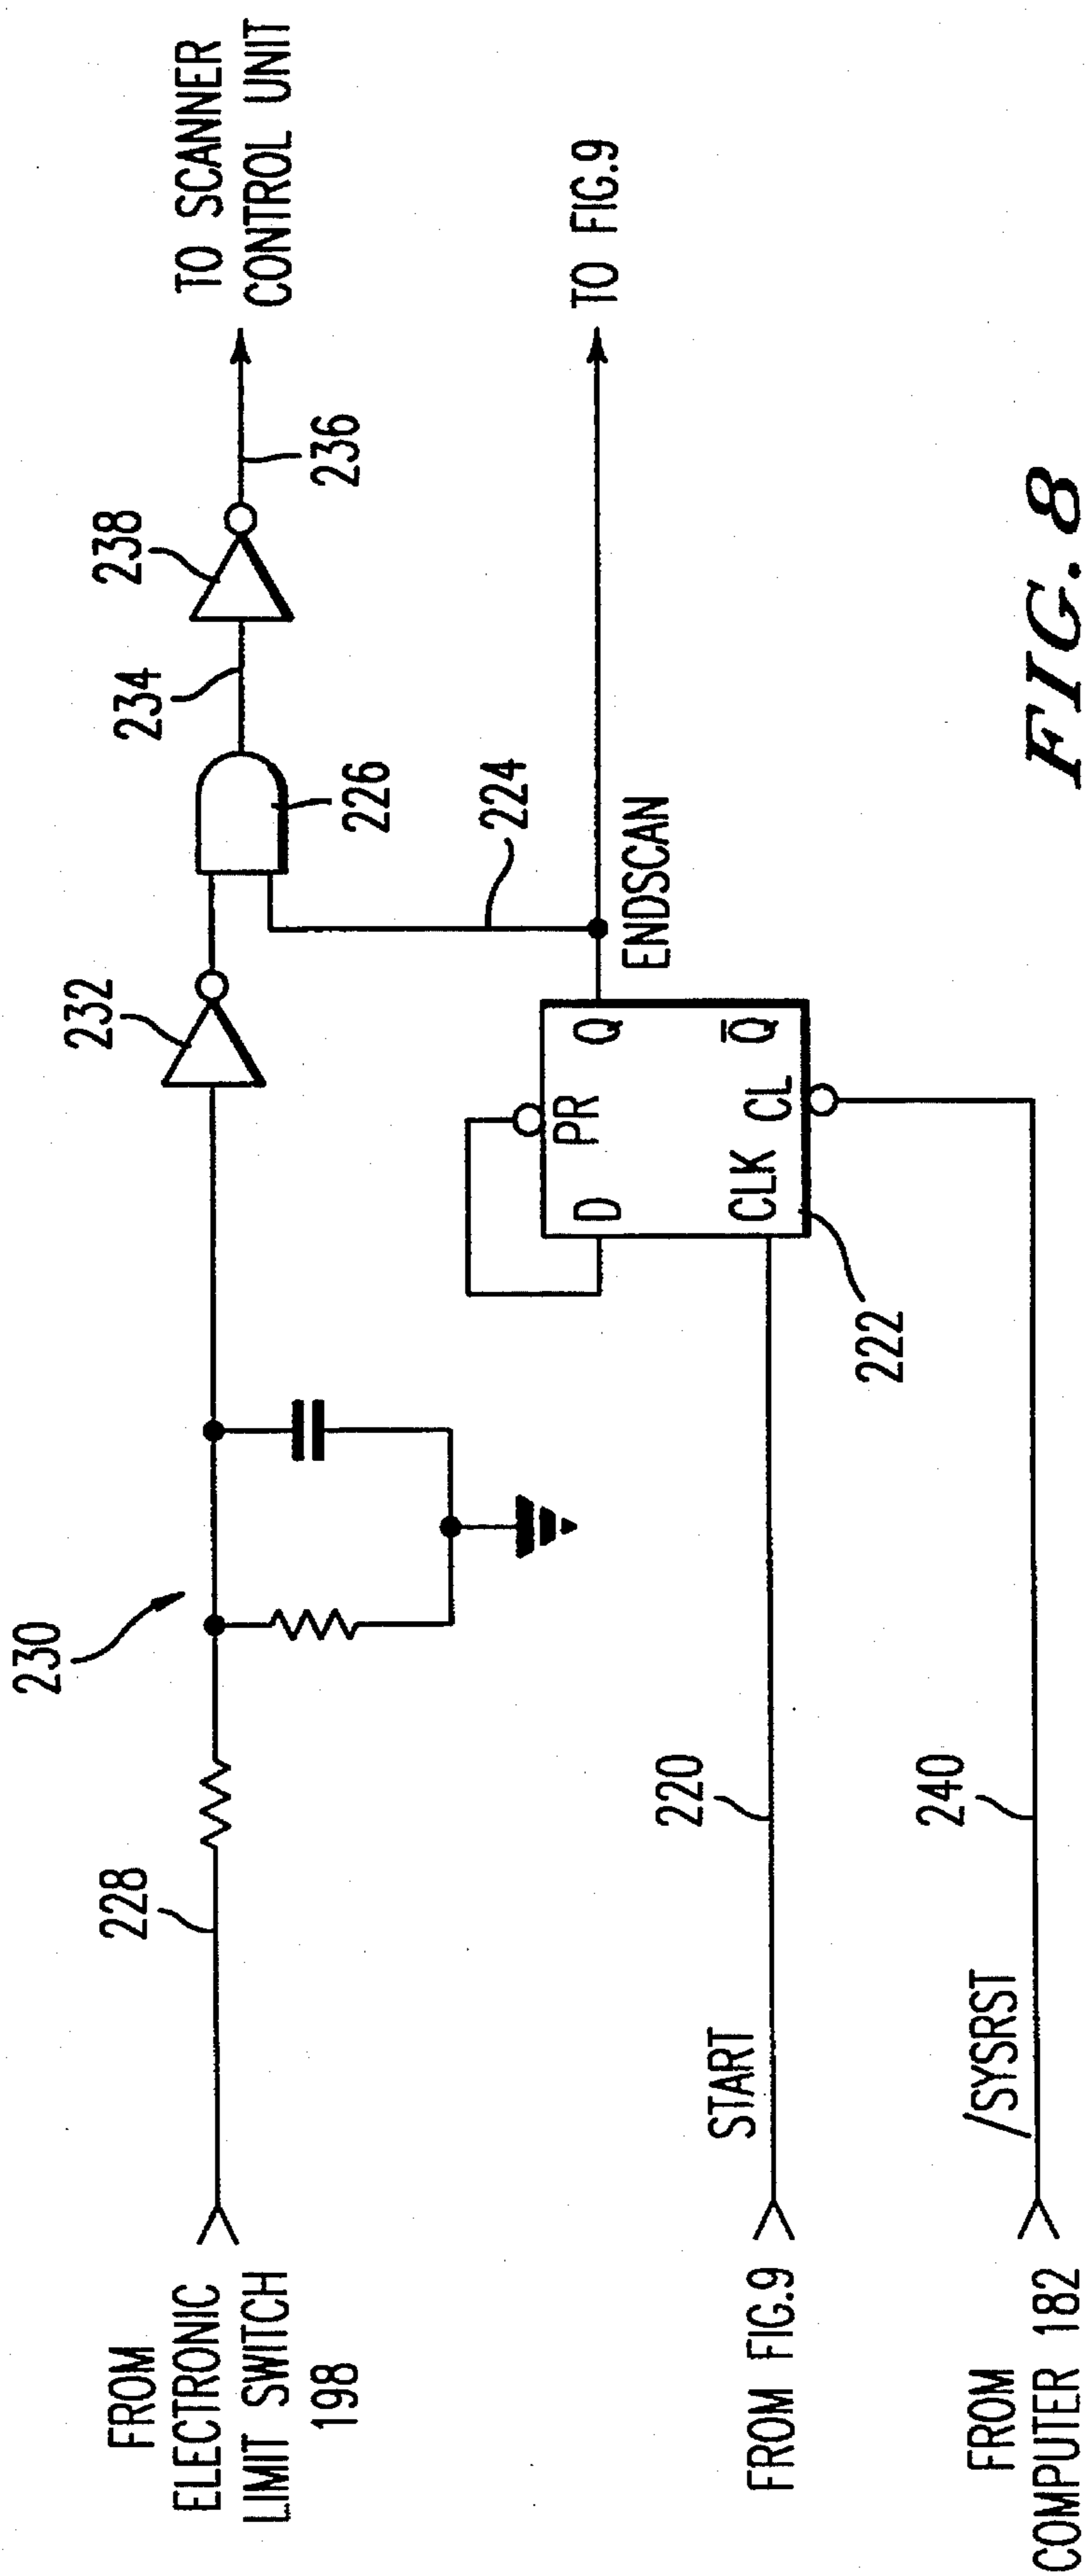 FROM
ELECTRONIC
LIMIT SWITCH
198
228
230
232
226
234
238
236
TO SCANNER
CONTROL UNIT
224
ENDSCAN
TO FIG.9
D
PR
Q
CLK
CL
Q̅
222
FROM FIG.9
START
220
FROM
COMPUTER 182
/SYSRST
240
FIG. 8